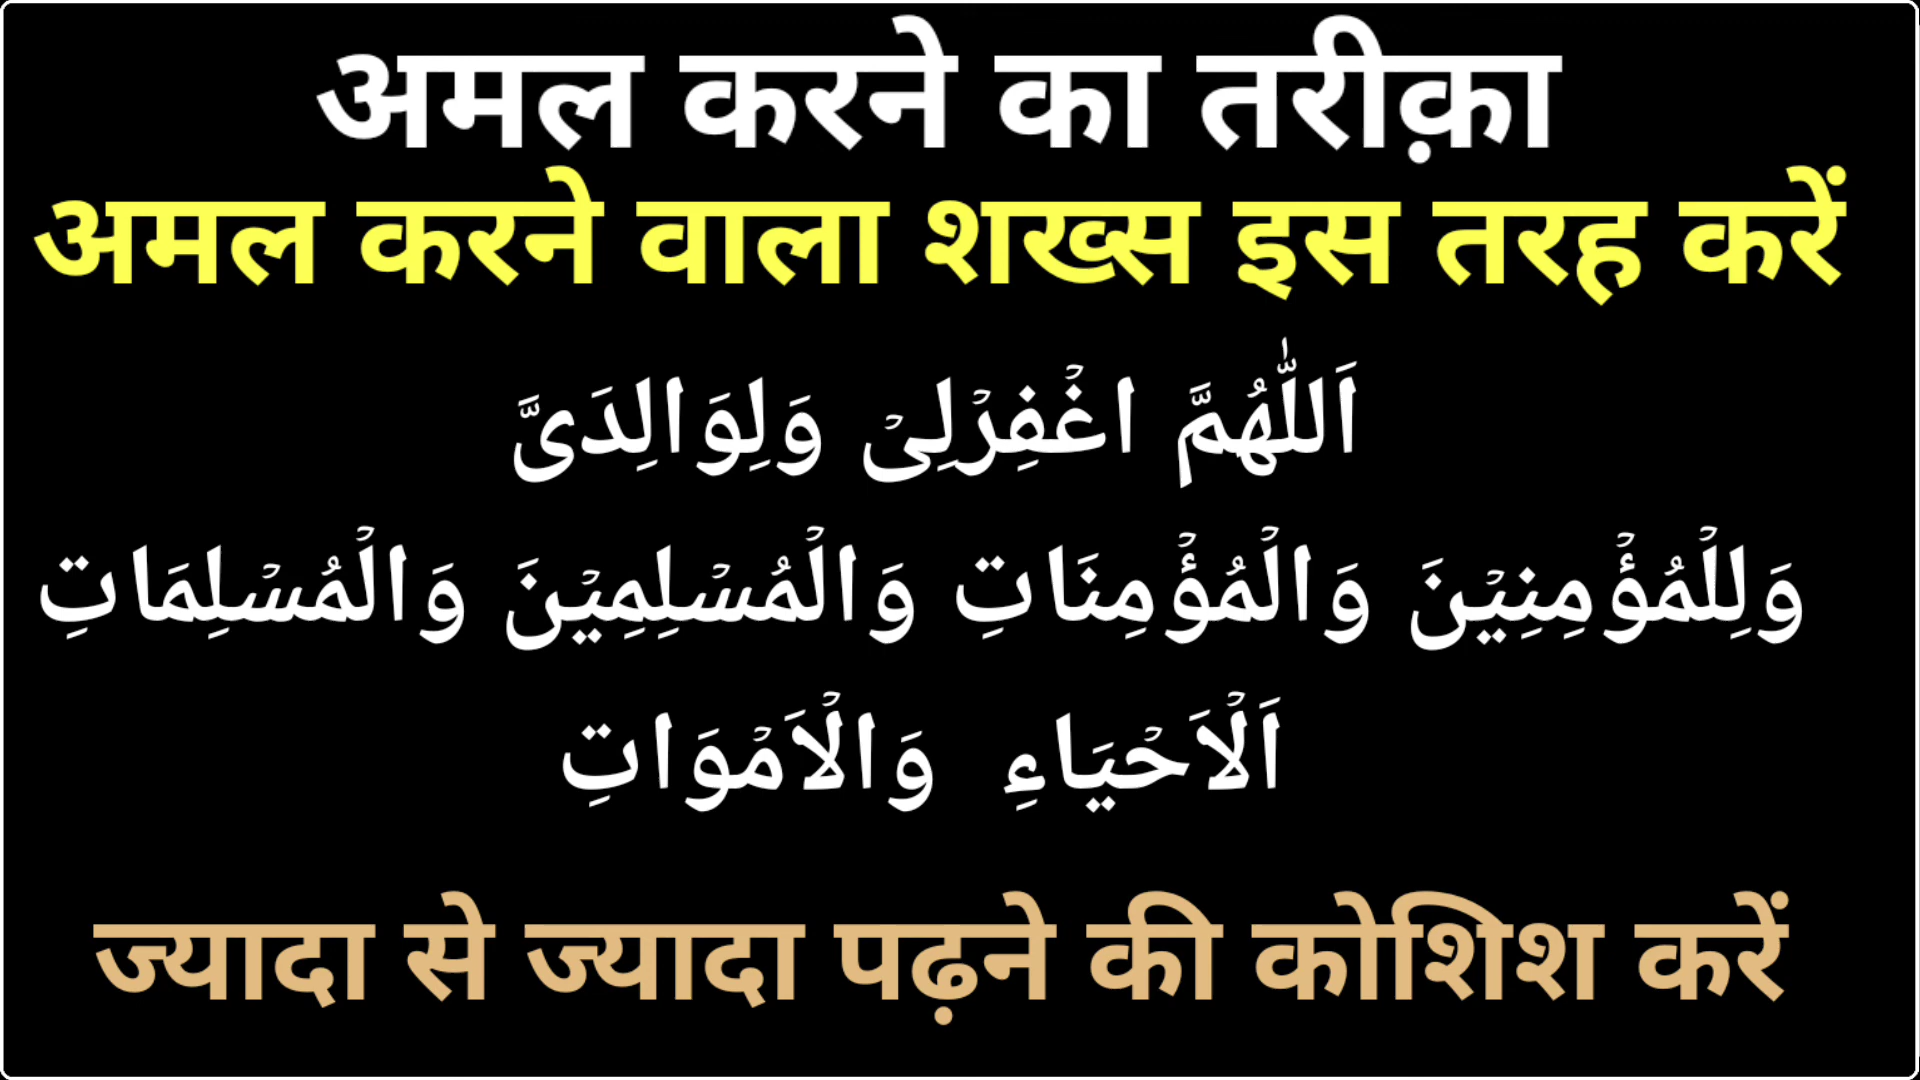 अमल करने का तरीक़ा
अमल करने वाला शख्स इस तरह करें
اَللّٰهُمَّ اغْفِرْلِیْ وَلِوَالِدَیَّ
وَلِلْمُؤْمِنِيْنَ وَالْمُؤْمِنَاتِ وَالْمُسْلِمِيْنَ وَالْمُسْلِمَاتِ
اَلْاَحْيَاءِ وَالْاَمْوَاتِ
ज्यादा से ज्यादा पढ़ने की कोशिश करें